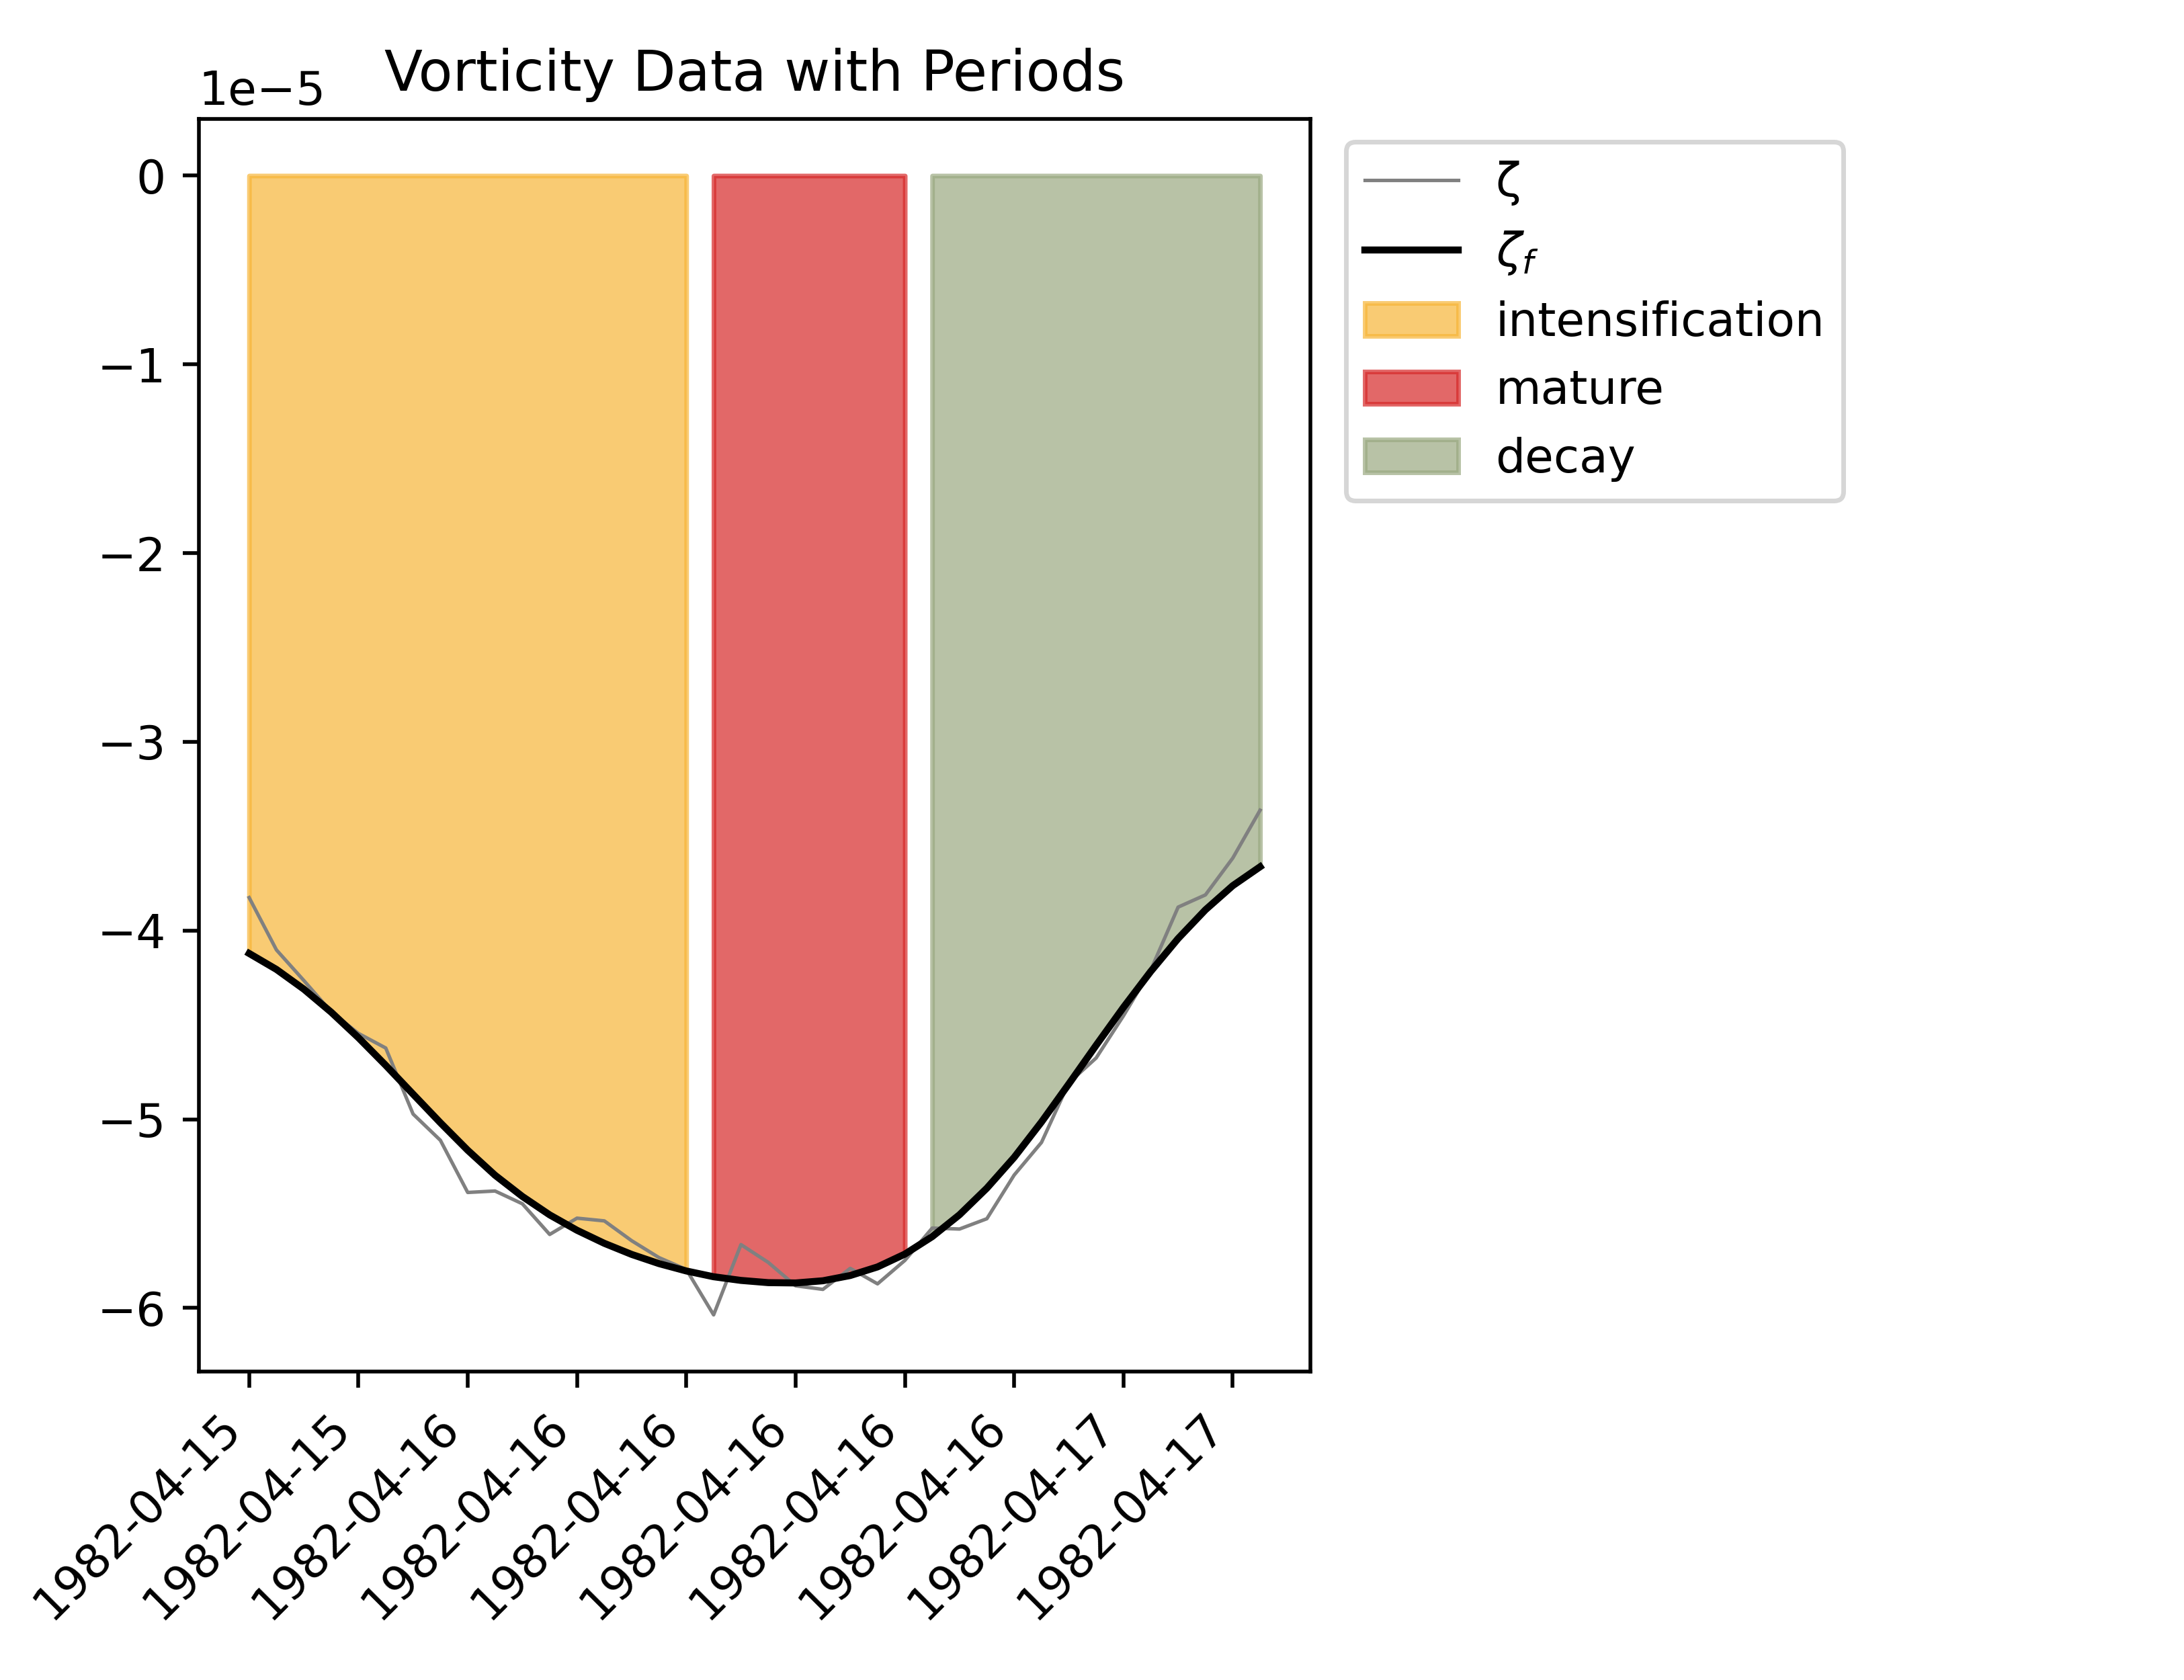 Vorticity Data with Periods
1e−5
0
−1
−2
−3
−4
−5
−6
1982-04-15
1982-04-15
1982-04-16
1982-04-16
1982-04-16
1982-04-16
1982-04-16
1982-04-16
1982-04-17
1982-04-17
ζ
ζf
intensification
mature
decay